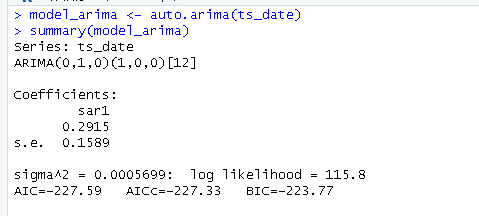 > model_arima <- auto.arima(ts_date)
> summary(model_arima)
Series: ts_date
ARIMA(0,1,0)(1,0,0)[12]
Coefficients:
sar1
0.2915
s.e. 0.1589
sigma^2 = 0.0005699: log likelihood = 115.8
AIC=-227.59 AICc=-227.33 BIC=-223.77